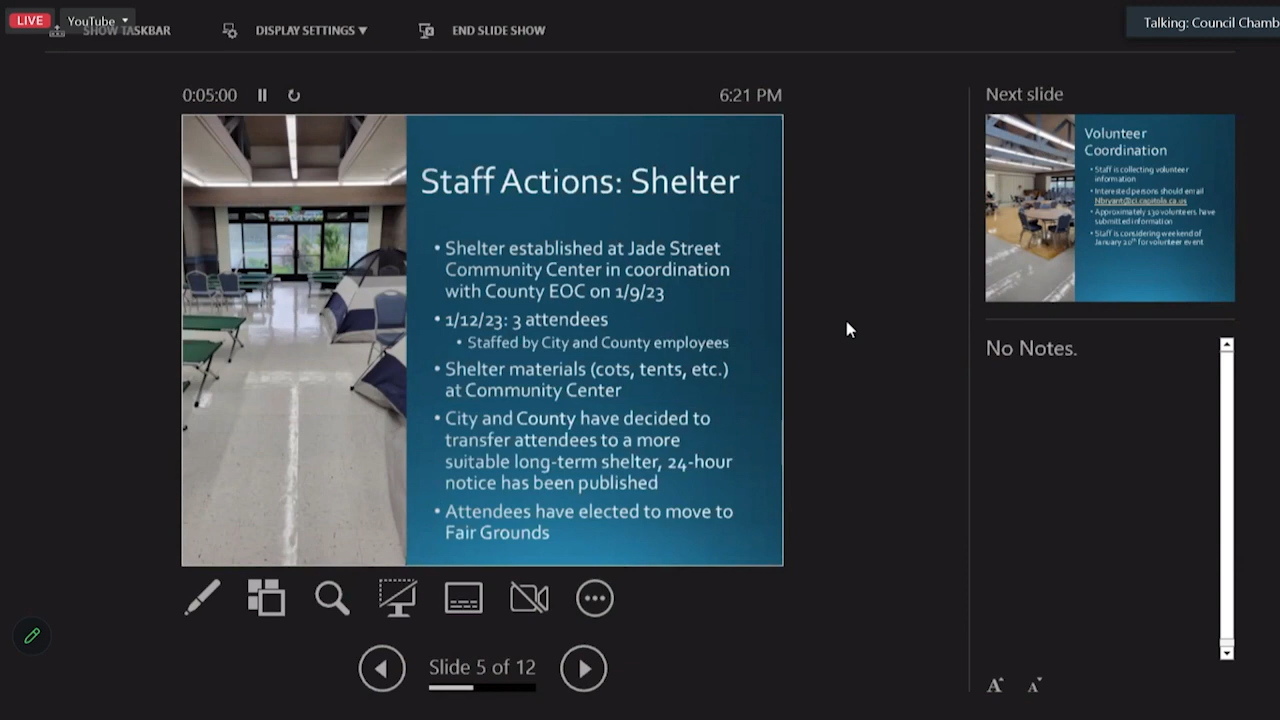 LIVE
YouTube
SHOW TASKBAR
DISPLAY SETTINGS
END SLIDE SHOW
Talking: Council Chamb
0:05:00
6:21 PM
Next slide
Staff Actions: Shelter
• Shelter established at Jade Street
Community Center in coordination
with County EOC on 1/9/23
• 1/12/23: 3 attendees
• Staffed by City and County employees
• Shelter materials (cots, tents, etc.)
at Community Center
• City and County have decided to
transfer attendees to a more
suitable long-term shelter, 24-hour
notice has been published
• Attendees have elected to move to
Fair Grounds
Volunteer
Coordination
• Staff is collecting volunteer
information
• Interested persons should email
Nbryant@ci.capitola.ca.us
• Approximately 130 volunteers have
submitted information
• Staff is considering weekend of
January 20th for volunteer event
No Notes.
Slide 5 of 12
A A